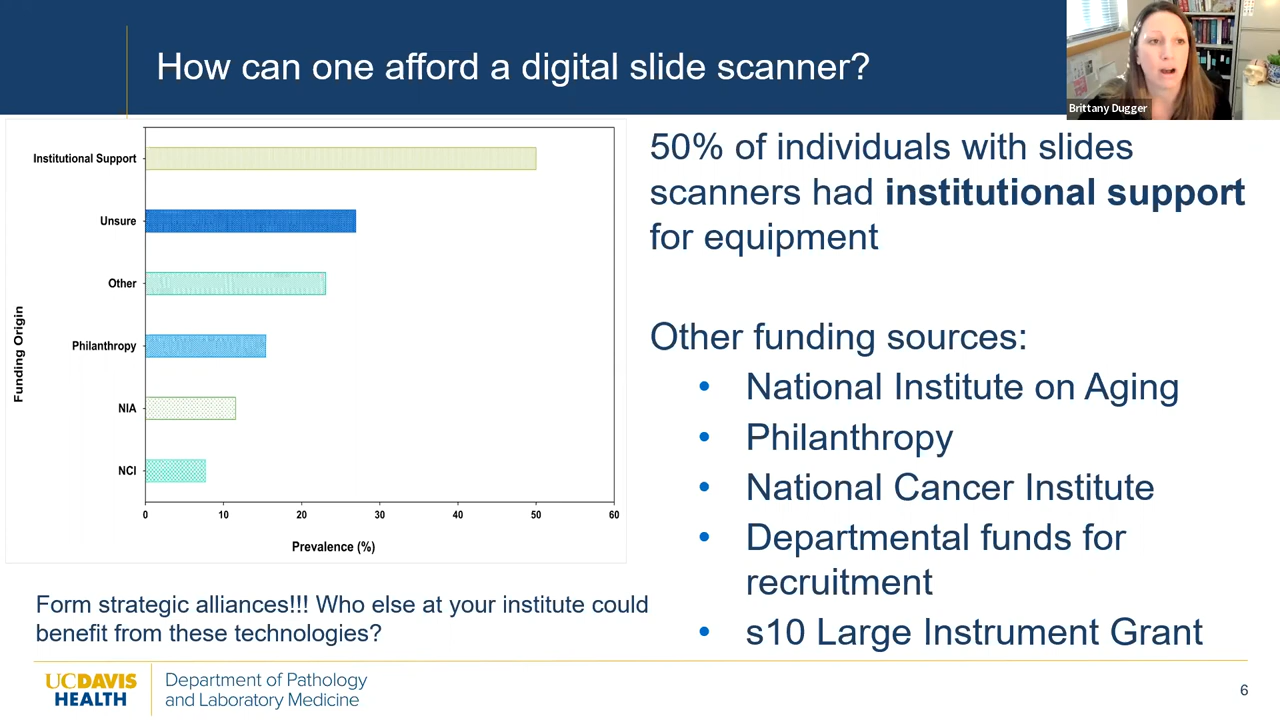 How can one afford a digital slide scanner?
Brittany Dugger
Institutional Support
Unsure
Other
Philanthropy
NIA
NCI
Funding Origin
0 10 20 30 40 50 60
Prevalence (%)
50% of individuals with slides
scanners had institutional support
for equipment
Other funding sources:
• National Institute on Aging
• Philanthropy
• National Cancer Institute
• Departmental funds for
recruitment
• s10 Large Instrument Grant
Form strategic alliances!!! Who else at your institute could
benefit from these technologies?
UCDAVIS
HEALTH
Department of Pathology
and Laboratory Medicine
6